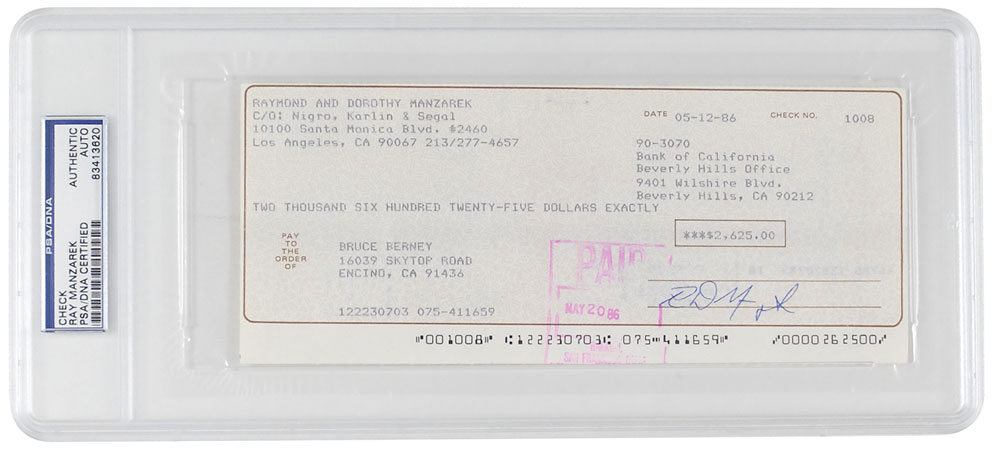 PSA/DNA
CHECK
RAY MANZAREK
PSA/DNA CERTIFIED
AUTHENTIC
AUTO
83413620
RAYMOND AND DOROTHY MANZAREK
C/O: Nigro, Karlin & Segal
10100 Santa Monica Blvd. #2460
Los Angeles, CA 90067 213/277-4657
DATE 05-12-86 CHECK NO. 1008
90-3070
Bank of California
Beverly Hills Office
9401 Wilshire Blvd.
Beverly Hills, CA 90212
TWO THOUSAND SIX HUNDRED TWENTY-FIVE DOLLARS EXACTLY
***$2,625.00
PAY
TO THE
ORDER
OF
BRUCE BERNEY
16039 SKYTOP ROAD
ENCINO, CA 91436
PAID
MAY 20 86
SAN FRANCISCO
122230703 075-411659
⑈001008⑈ ⑆122230703⑆ 075⑉411659⑈ ⑈0000262500⑈